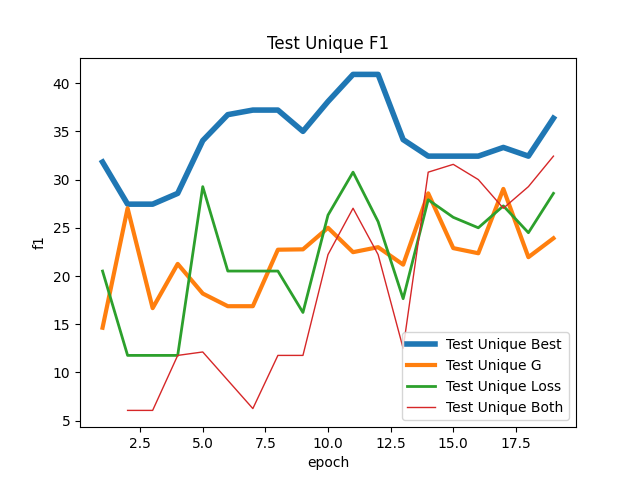 Test Unique F1
f1
40
35
30
25
20
15
10
5
2.5 5.0 7.5 10.0 12.5 15.0 17.5
epoch
Test Unique Best
Test Unique G
Test Unique Loss
Test Unique Both